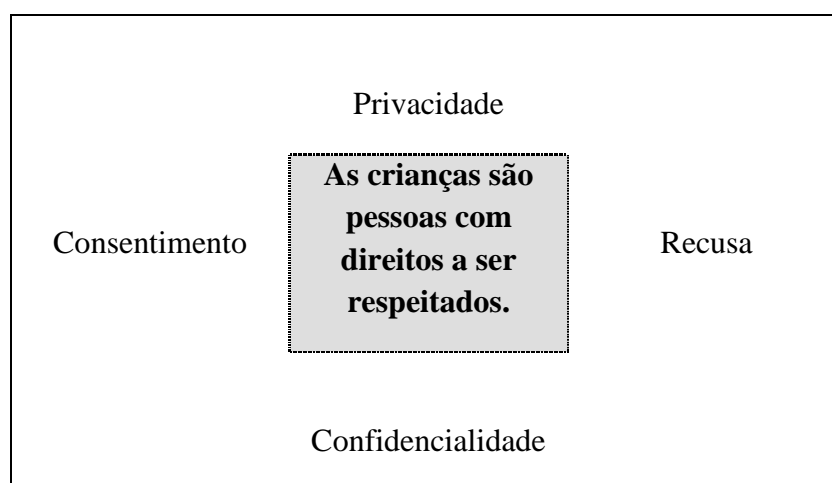 Privacidade
As crianças são
pessoas com
direitos a ser
respeitados.
Consentimento
Recusa
Confidencialidade